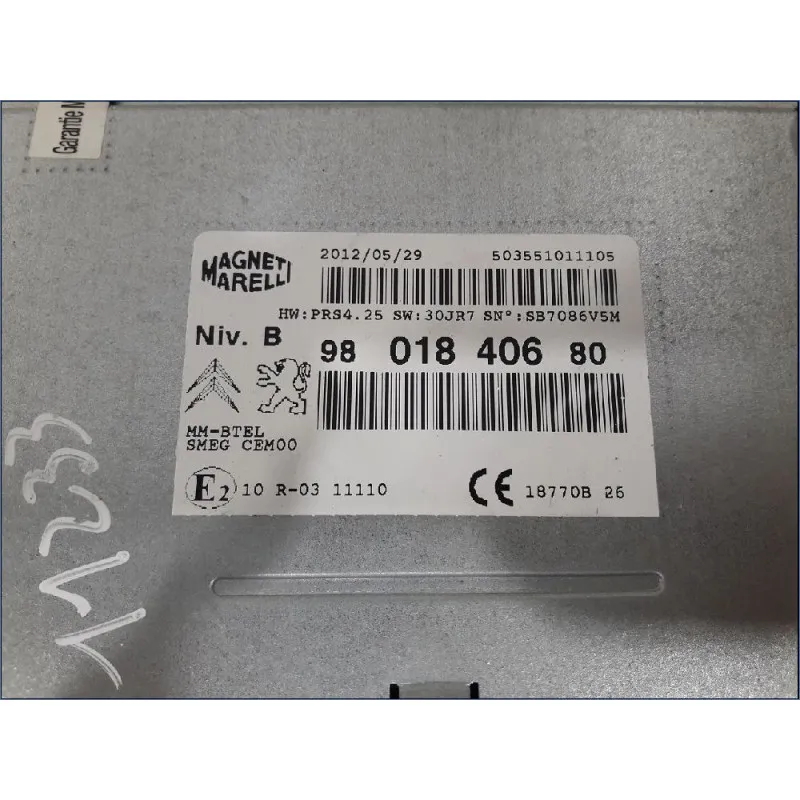 Garantie
MAGNETI
MARELLI
2012/05/29 503551011105
HW:PRS4.25 SW:30JR7 SN°:SB7086V5M
Niv. B
98 018 406 80
MM-BTEL
SMEG CEM00
E2 10 R-03 11110
CE 18770B 26